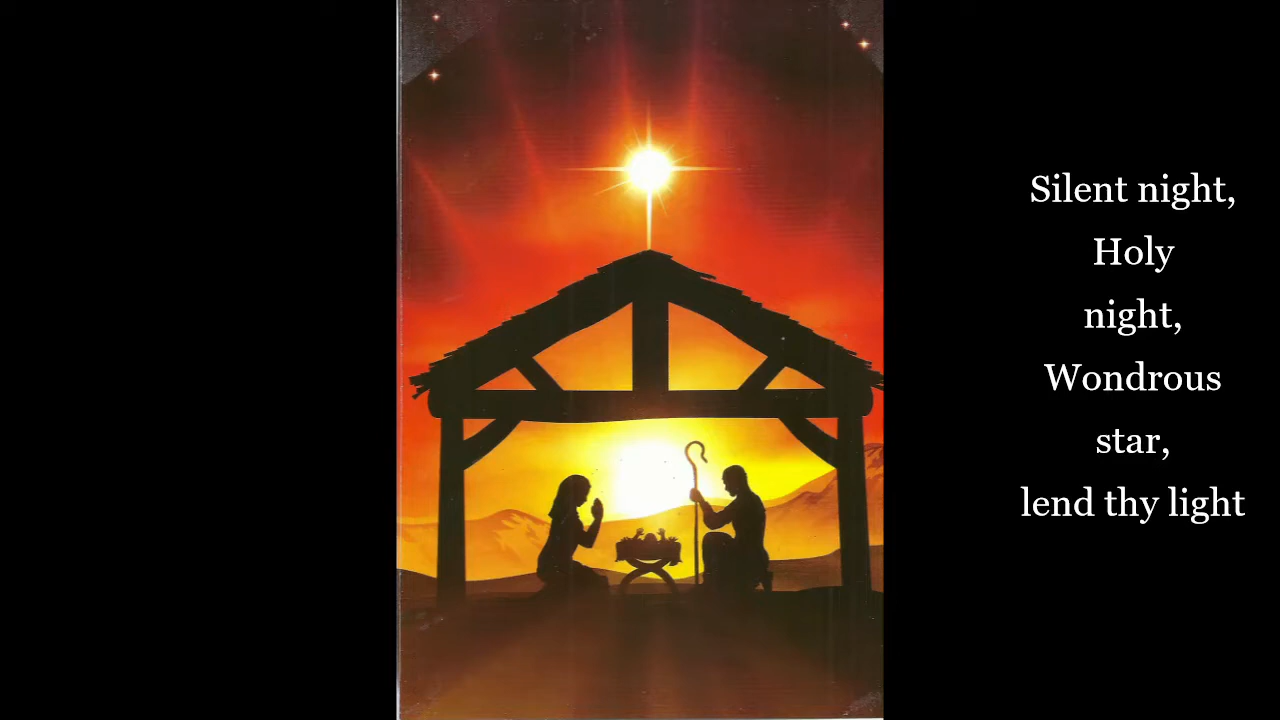 Silent night,
Holy
night,
Wondrous
star,
lend thy light